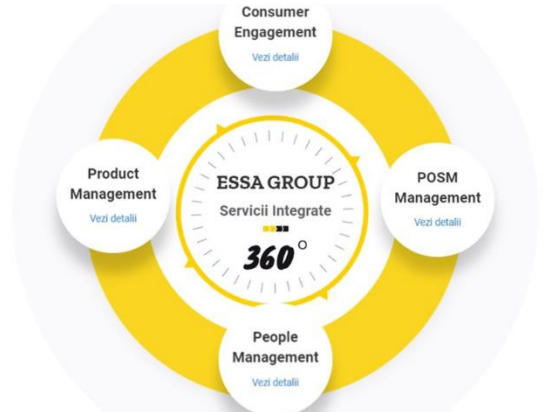 Consumer
Engagement
Vezi detalii
Product
Management
Vezi detalii
ESSA GROUP
Servicii Integrate
360°
POSM
Management
Vezi detalii
People
Management
Vezi detalii